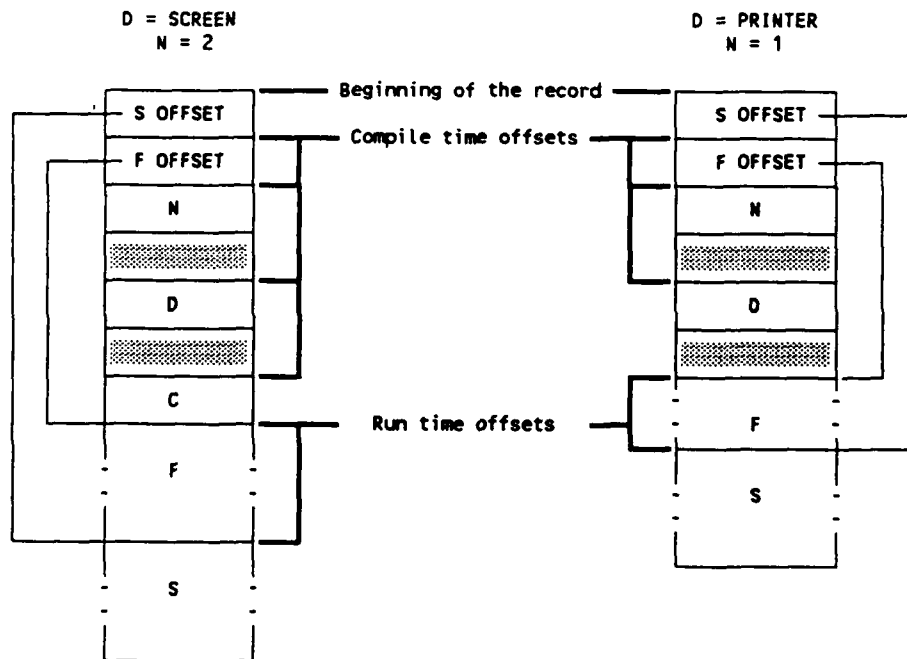 D = SCREEN
N = 2
D = PRINTER
N = 1
Beginning of the record
S OFFSET
S OFFSET
Compile time offsets
F OFFSET
F OFFSET
N
N
D
D
C
Run time offsets
F
F
S
S